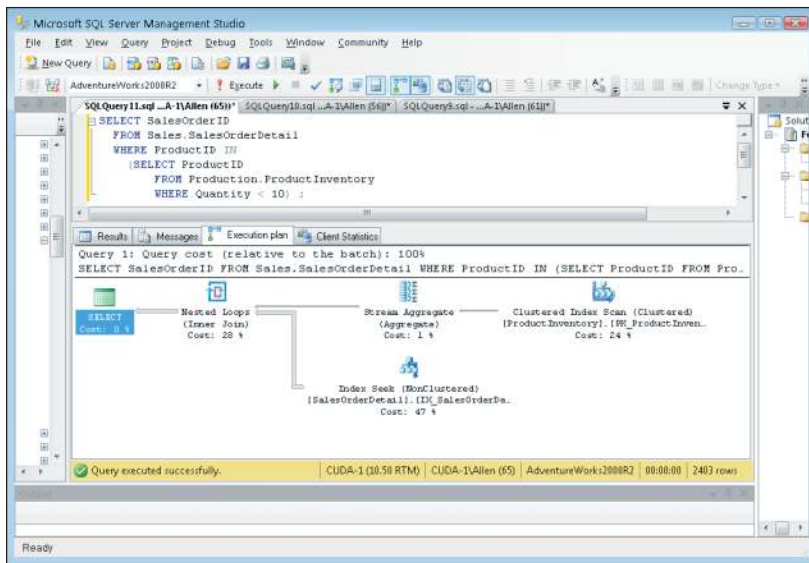 Microsoft SQL Server Management Studio
File Edit View Query Project Debug Tools Window Community Help
New Query
AdventureWorks2008R2 Execute Change Type
SQLQuery11.sql ...A-1\Allen (65))* SQLQuery10.sql ...A-1\Allen (56))* SQLQuery9.sql - ...A-1\Allen (61))*
SELECT SalesOrderID
FROM Sales.SalesOrderDetail
WHERE ProductID IN
(SELECT ProductID
FROM Production.ProductInventory
WHERE Quantity < 10) ;
Solut
Results Messages Execution plan Client Statistics
Query 1: Query cost (relative to the batch): 100%
SELECT SalesOrderID FROM Sales.SalesOrderDetail WHERE ProductID IN (SELECT ProductID FROM Pro...
SELECT
Cost: 0 %
Nested Loops
(Inner Join)
Cost: 28 %
Stream Aggregate
(Aggregate)
Cost: 1 %
Clustered Index Scan (Clustered)
[ProductInventory].[PK_ProductInven...
Cost: 24 %
Index Seek (NonClustered)
[SalesOrderDetail].[IX_SalesOrderDe...
Cost: 47 %
Query executed successfully. CUDA-1 (10.50 RTM) CUDA-1\Allen (65) AdventureWorks2008R2 00:00:00 2403 rows
Output
Ready